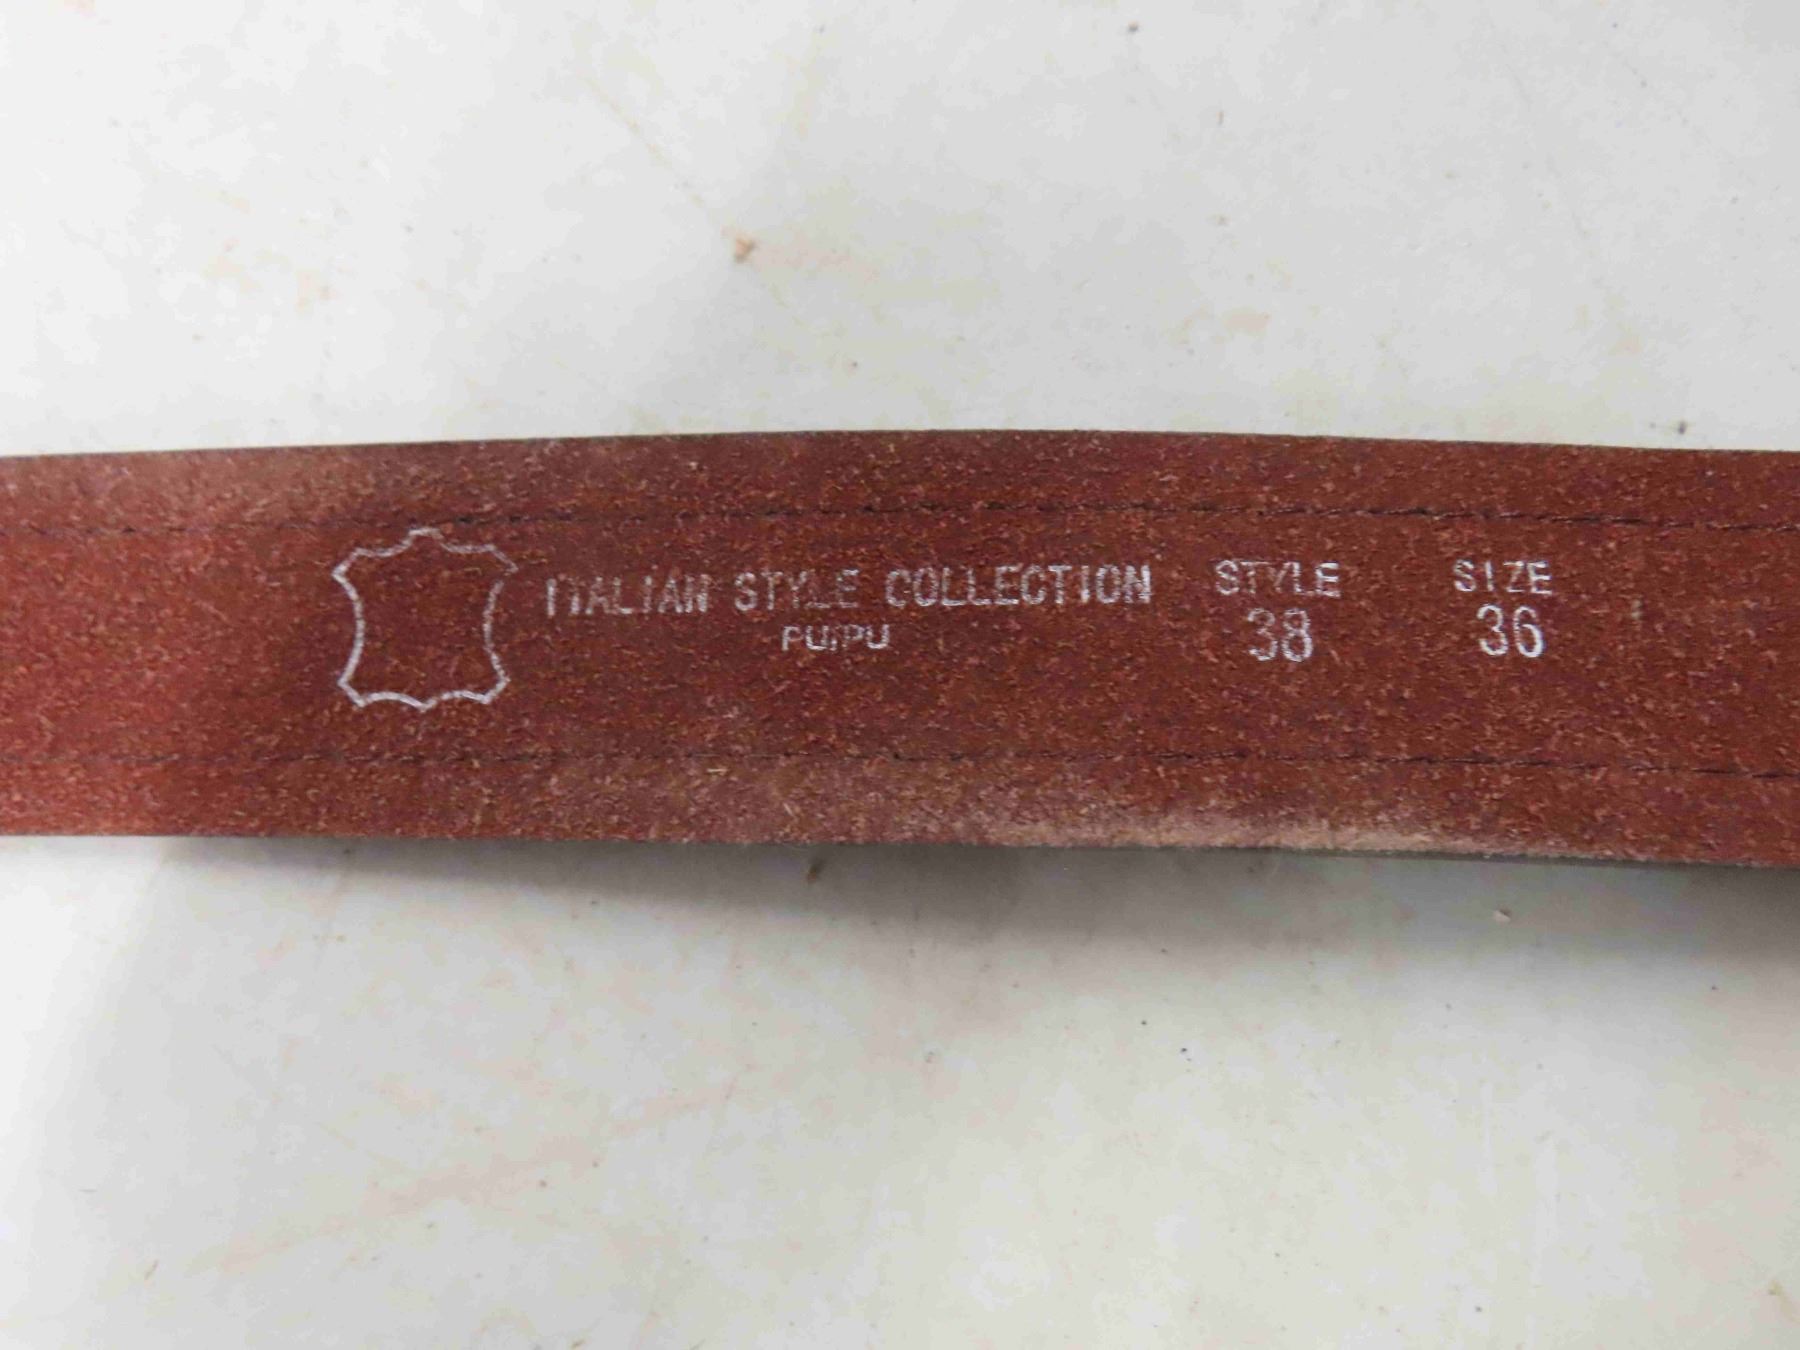 ITALIAN STYLE COLLECTION
PU/PU
STYLE
38
SIZE
36